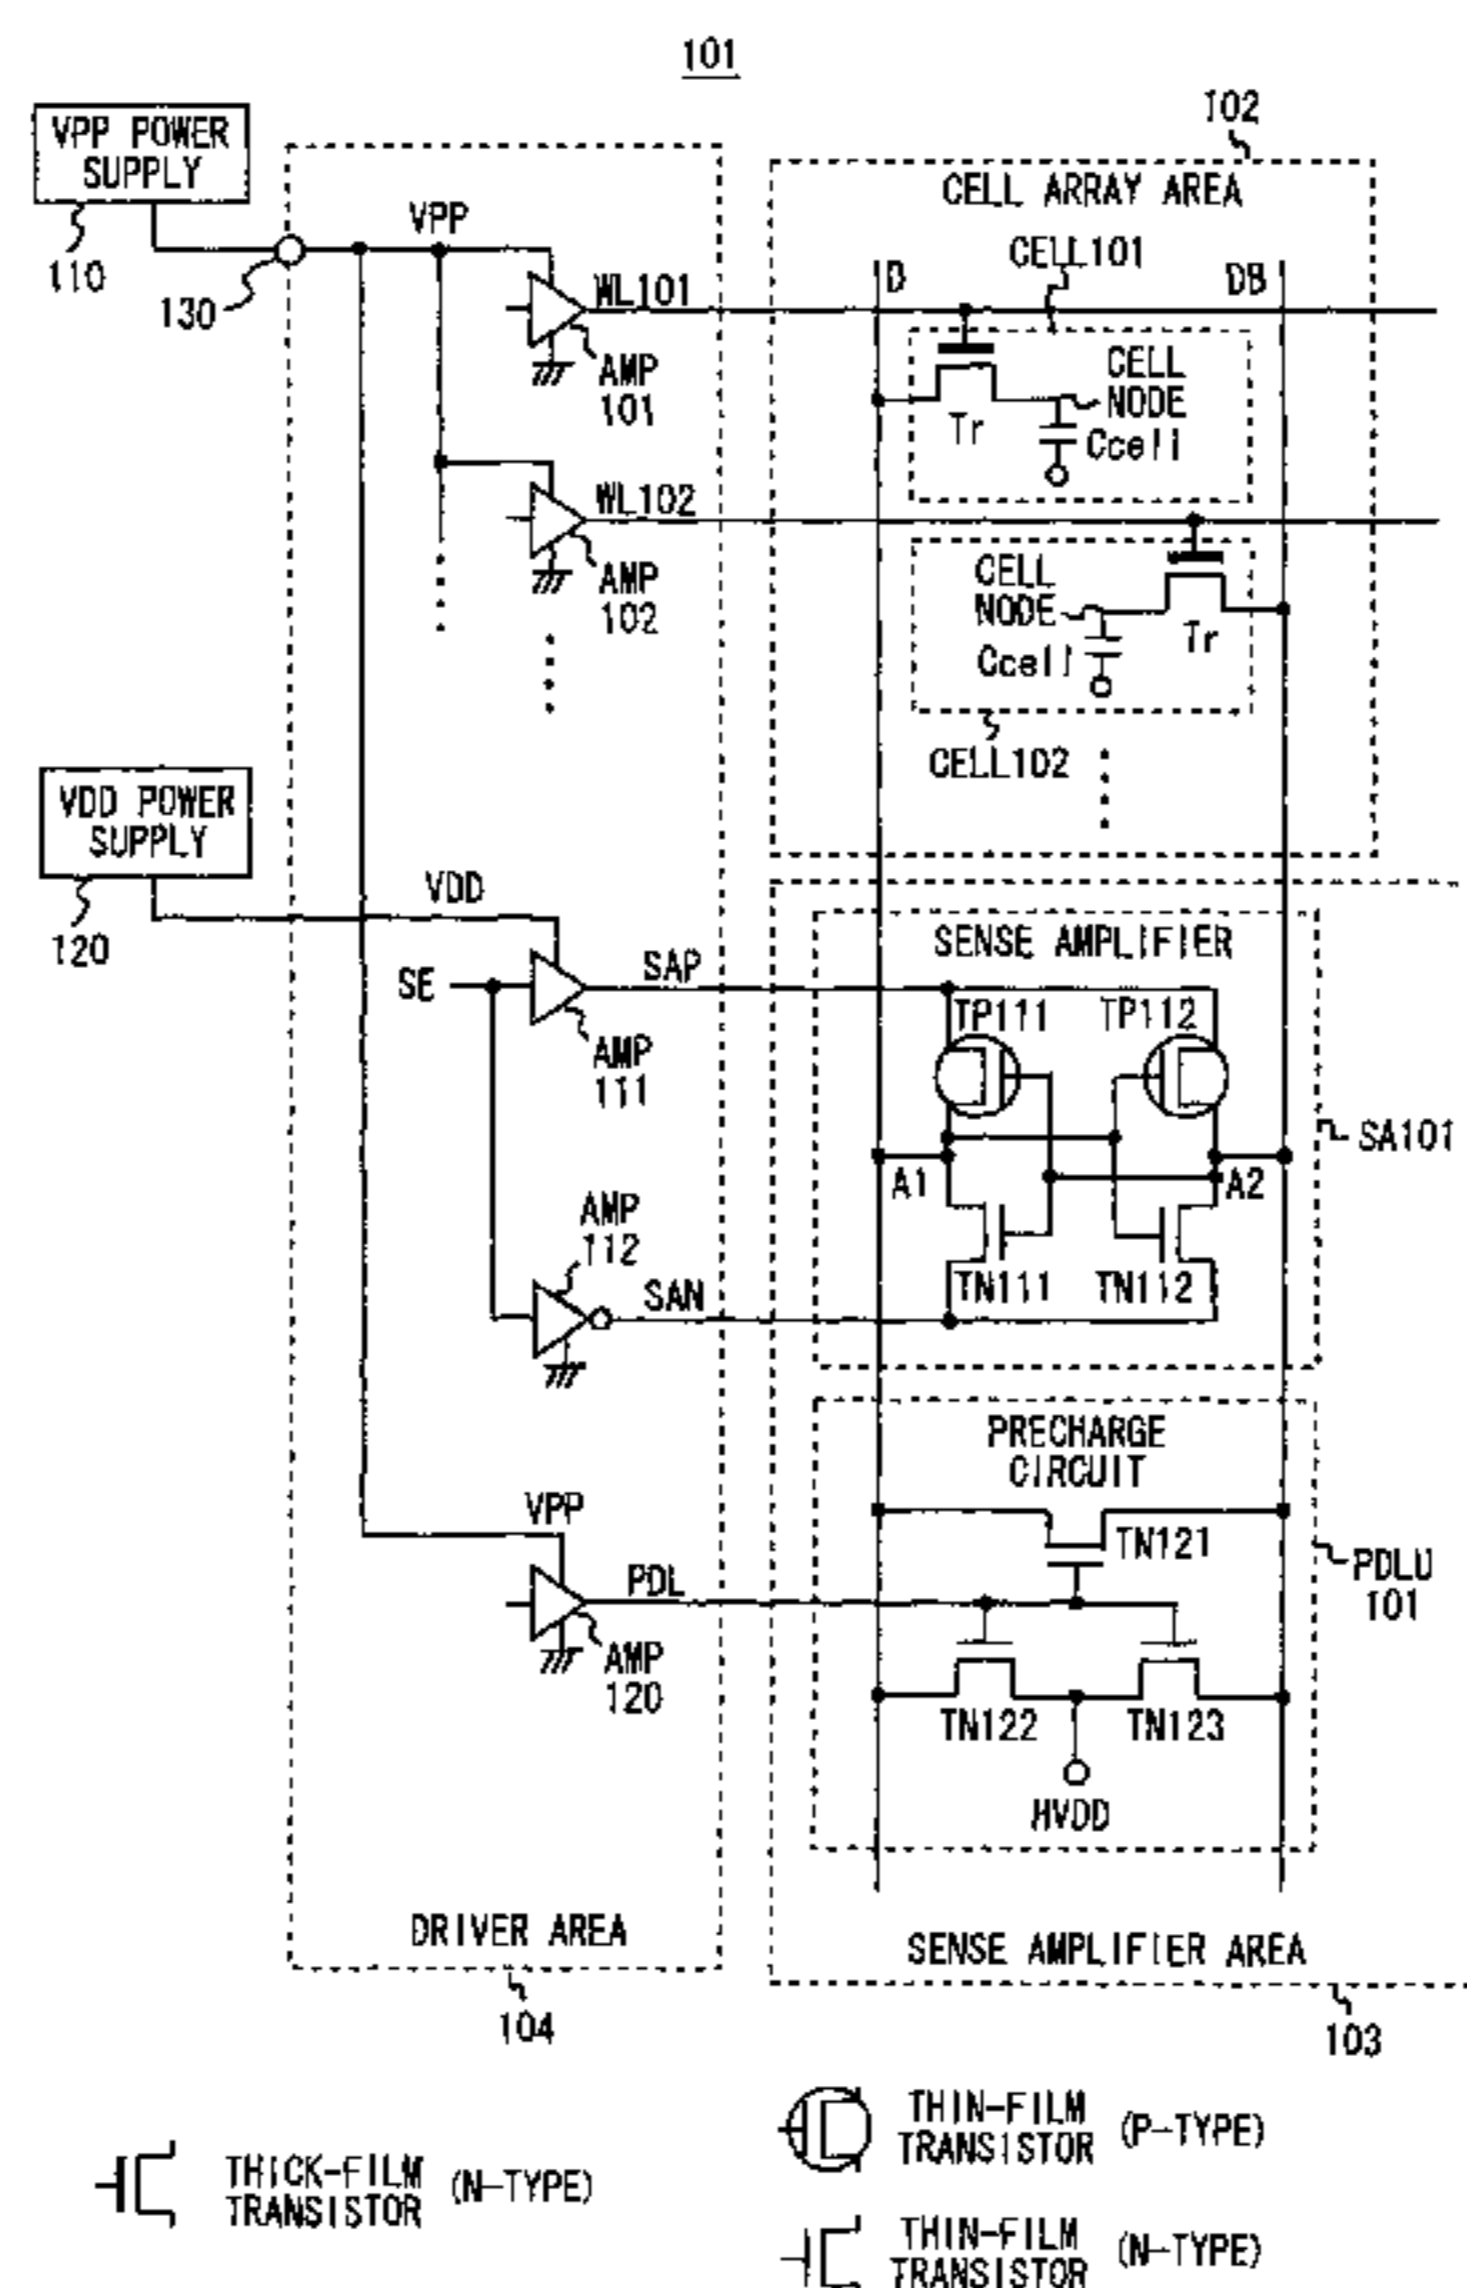 101
VPP POWER
SUPPLY
110
130
VPP
WL101
AMP
101
WL102
AMP
102
102
CELL ARRAY AREA
CELL101
D
DB
CELL
NODE
Tr
Ccell
CELL
NODE
Ccell
Tr
CELL102
VDD POWER
SUPPLY
120
VDD
SE
SAP
AMP
111
AMP
112
SAN
SENSE AMPLIFIER
TP111
TP112
SA101
A1
A2
TN111
TN112
VPP
PDL
AMP
120
PRECHARGE
CIRCUIT
TN121
PDLU
101
TN122
TN123
HVDD
DRIVER AREA
104
SENSE AMPLIFIER AREA
103
THICK-FILM
TRANSISTOR
(N-TYPE)
THIN-FILM
TRANSISTOR
(P-TYPE)
THIN-FILM
TRANSISTOR
(N-TYPE)